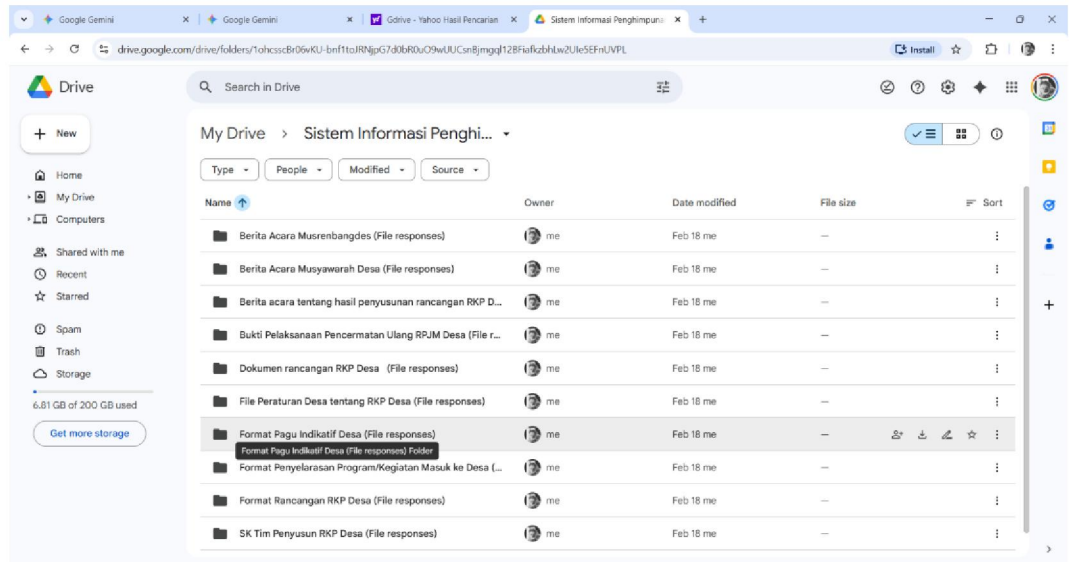 Google Gemini
Google Gemini
Gdrive - Yahoo Hasil Pencarian
Sistem Informasi Penghimpuna
drive.google.com/drive/folders/
Install
Drive
Search in Drive
New
Home
My Drive
Computers
Shared with me
Recent
Starred
Spam
Trash
Storage
6.81 GB of 200 GB used
Get more storage
My Drive > Sistem Informasi Penghi...
Type People Modified Source
Name Owner Date modified File size Sort
Berita Acara Musrenbangdes (File responses) me Feb 18 me —
Berita Acara Musyawarah Desa (File responses) me Feb 18 me —
Berita acara tentang hasil penyusunan rancangan RKP D... me Feb 18 me —
Bukti Pelaksanaan Pencermatan Ulang RPJM Desa (File r... me Feb 18 me —
Dokumen rancangan RKP Desa (File responses) me Feb 18 me —
File Peraturan Desa tentang RKP Desa (File responses) me Feb 18 me —
Format Pagu Indikatif Desa (File responses) me Feb 18 me —
Format Pagu Indikatif Desa (File responses) Folder
Format Penyelarasan Program/Kegiatan Masuk ke Desa (... me Feb 18 me —
Format Rancangan RKP Desa (File responses) me Feb 18 me —
SK Tim Penyusun RKP Desa (File responses) me Feb 18 me —